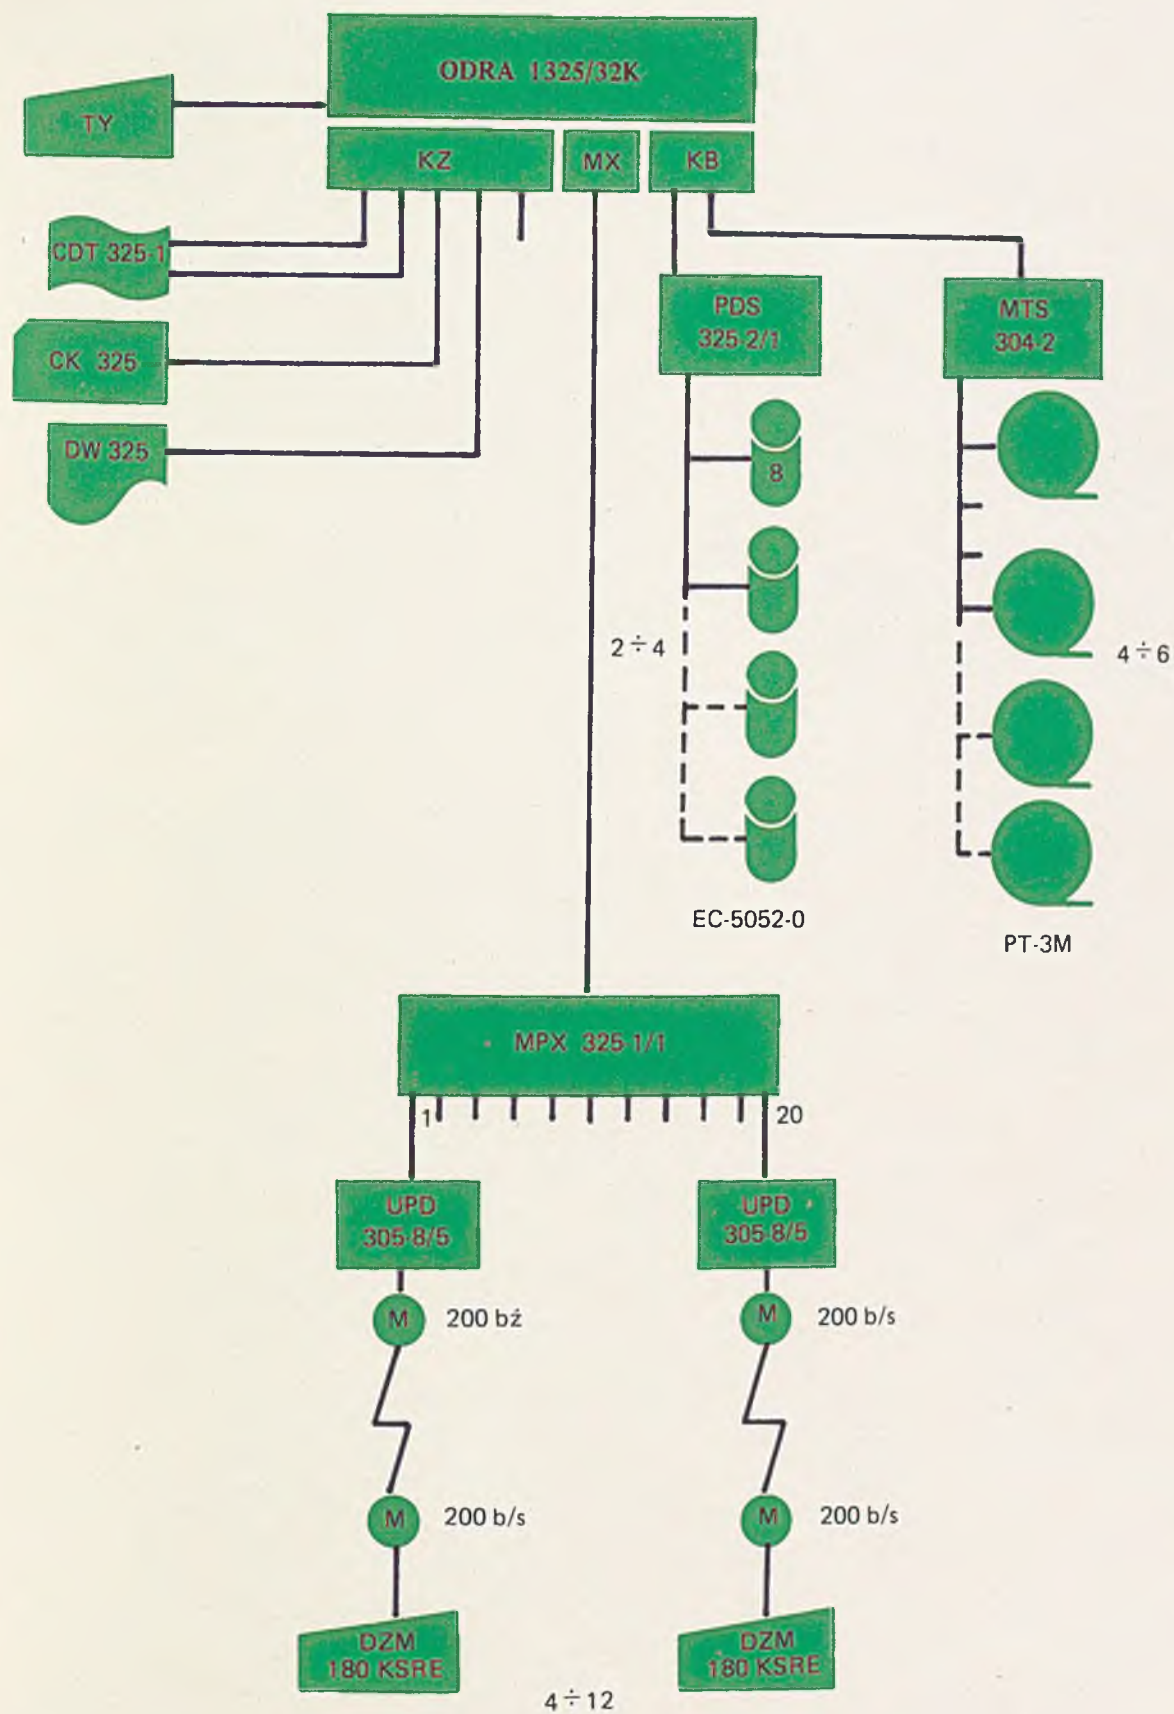 ODRA 1325/32K
TY
KZ
MX
KB
CDT 325-1
CK 325
DW 325
PDS
325-2/1
MTS
304-2
8
2÷4
4÷6
EC-5052-0
PT-3M
MPX 325-1/1
1
20
UPD
305-8/5
UPD
305-8/5
M
200 bź
M
200 b/s
M
200 b/s
M
200 b/s
DZM
180 KSRE
DZM
180 KSRE
4÷12